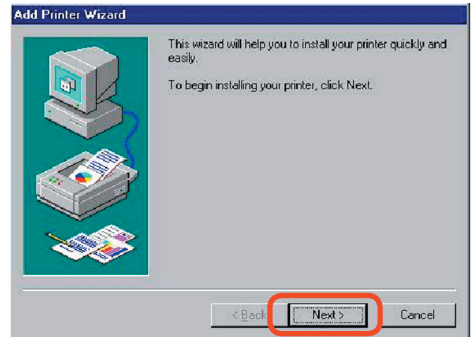 Add Printer Wizard
This wizard will help you to install your printer quickly and
easily.
To begin installing your printer, click Next.
< Back
Next >
Cancel